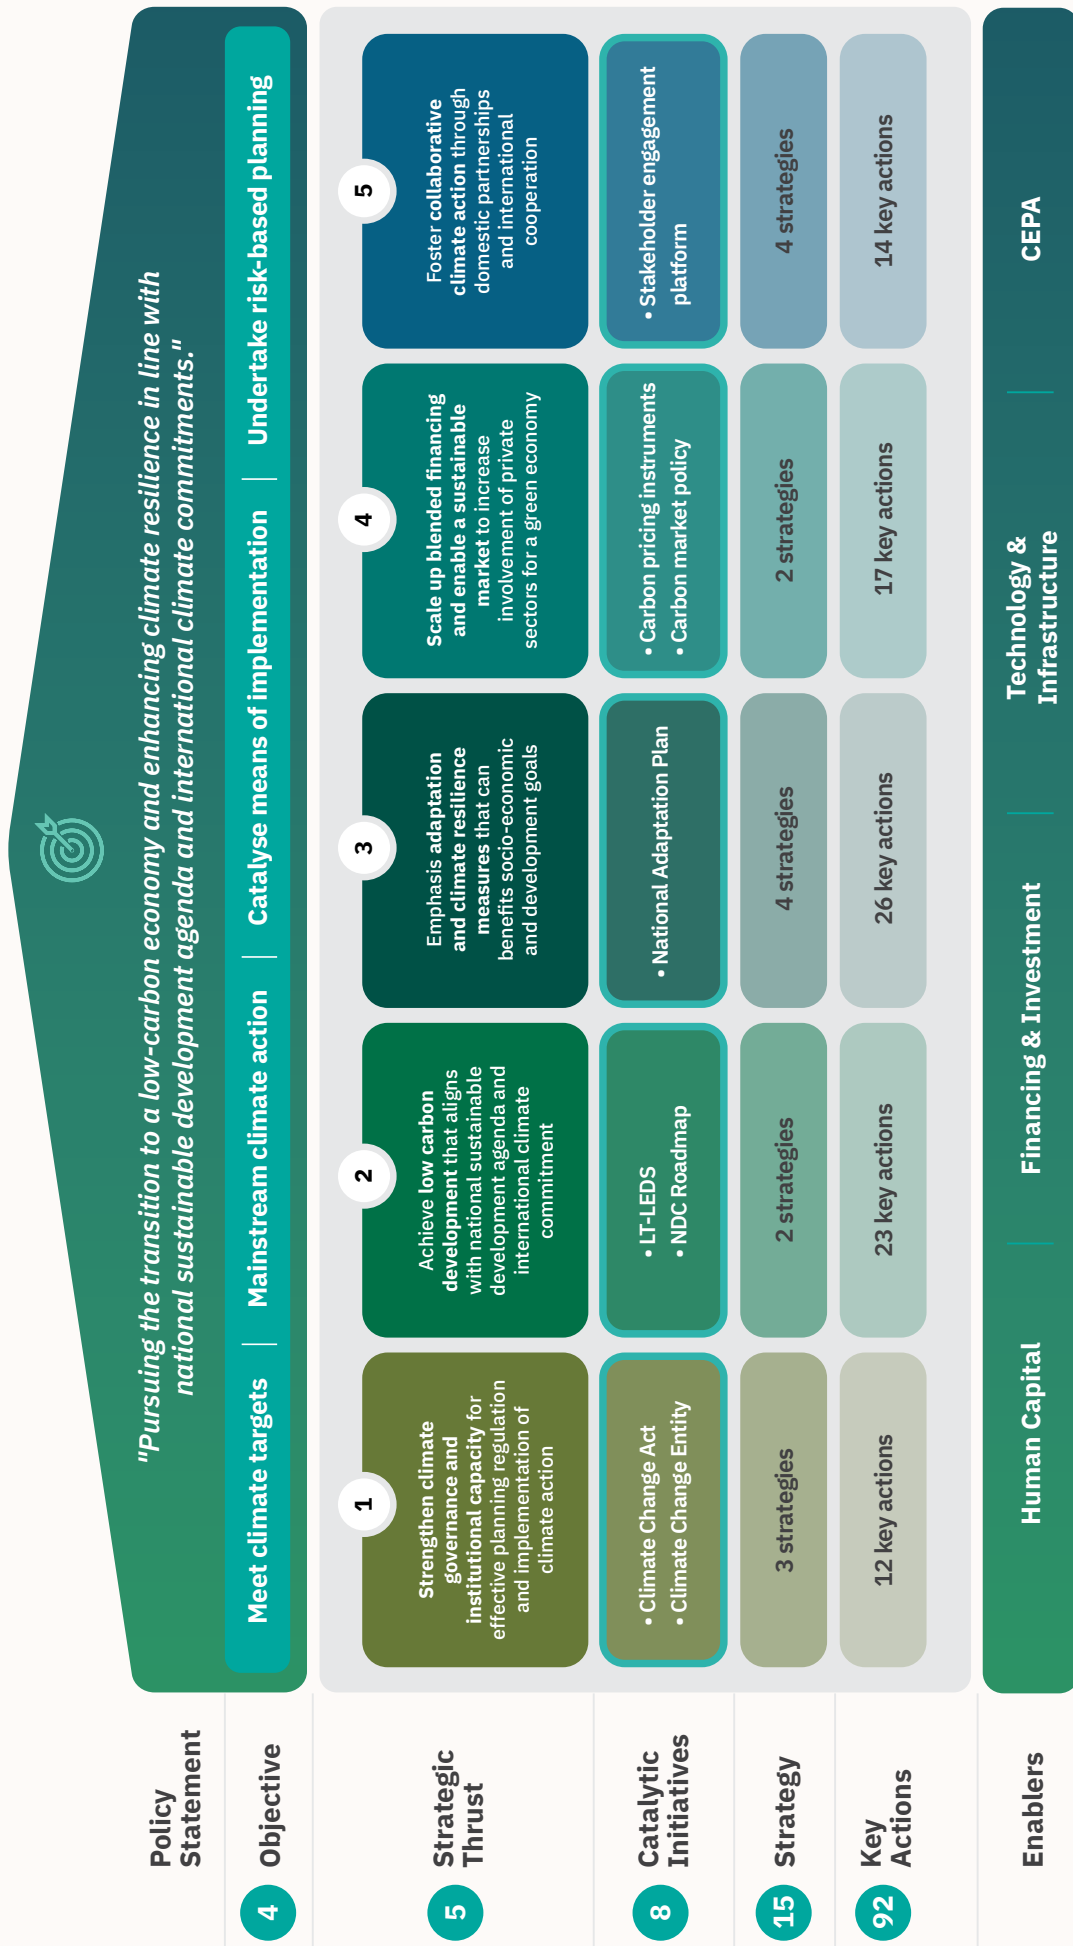 Policy
Statement
"Pursuing the transition to a low-carbon economy and enhancing climate resilience in line with
national sustainable development agenda and international climate commitments."
4
Objective
Meet climate targets
Mainstream climate action
Catalyse means of implementation
Undertake risk-based planning
5
Strategic
Thrust
1
Strengthen climate
governance and
institutional capacity for
effective planning regulation
and implementation of
climate action
2
Achieve low carbon
development that aligns
with national sustainable
development agenda and
international climate
commitment
3
Emphasis adaptation
and climate resilience
measures that can
benefits socio-economic
and development goals
4
Scale up blended financing
and enable a sustainable
market to increase
involvement of private
sectors for a green economy
5
Foster collaborative
climate action through
domestic partnerships
and international
cooperation
8
Catalytic
Initiatives
• Climate Change Act
• Climate Change Entity
• LT-LEDS
• NDC Roadmap
• National Adaptation Plan
• Carbon pricing instruments
• Carbon market policy
• Stakeholder engagement
platform
15
Strategy
3 strategies
2 strategies
4 strategies
2 strategies
4 strategies
92
Key
Actions
12 key actions
23 key actions
26 key actions
17 key actions
14 key actions
Enablers
Human Capital
Financing & Investment
Technology &
Infrastructure
CEPA